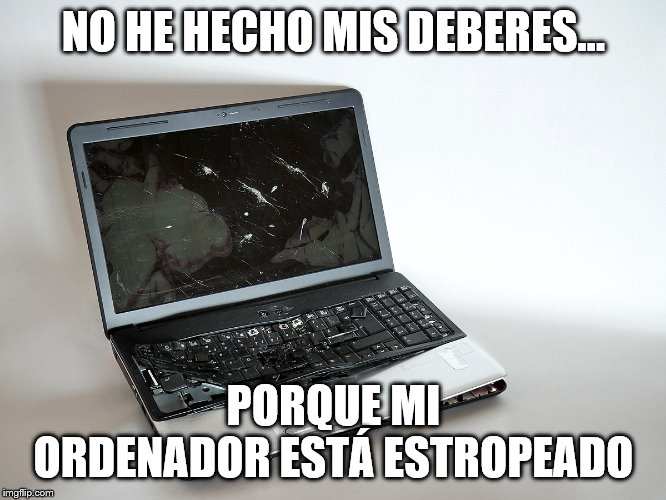 NO HE HECHO MIS DEBERES...
PORQUE MI
ORDENADOR ESTÁ ESTROPEADO
imgflip.com